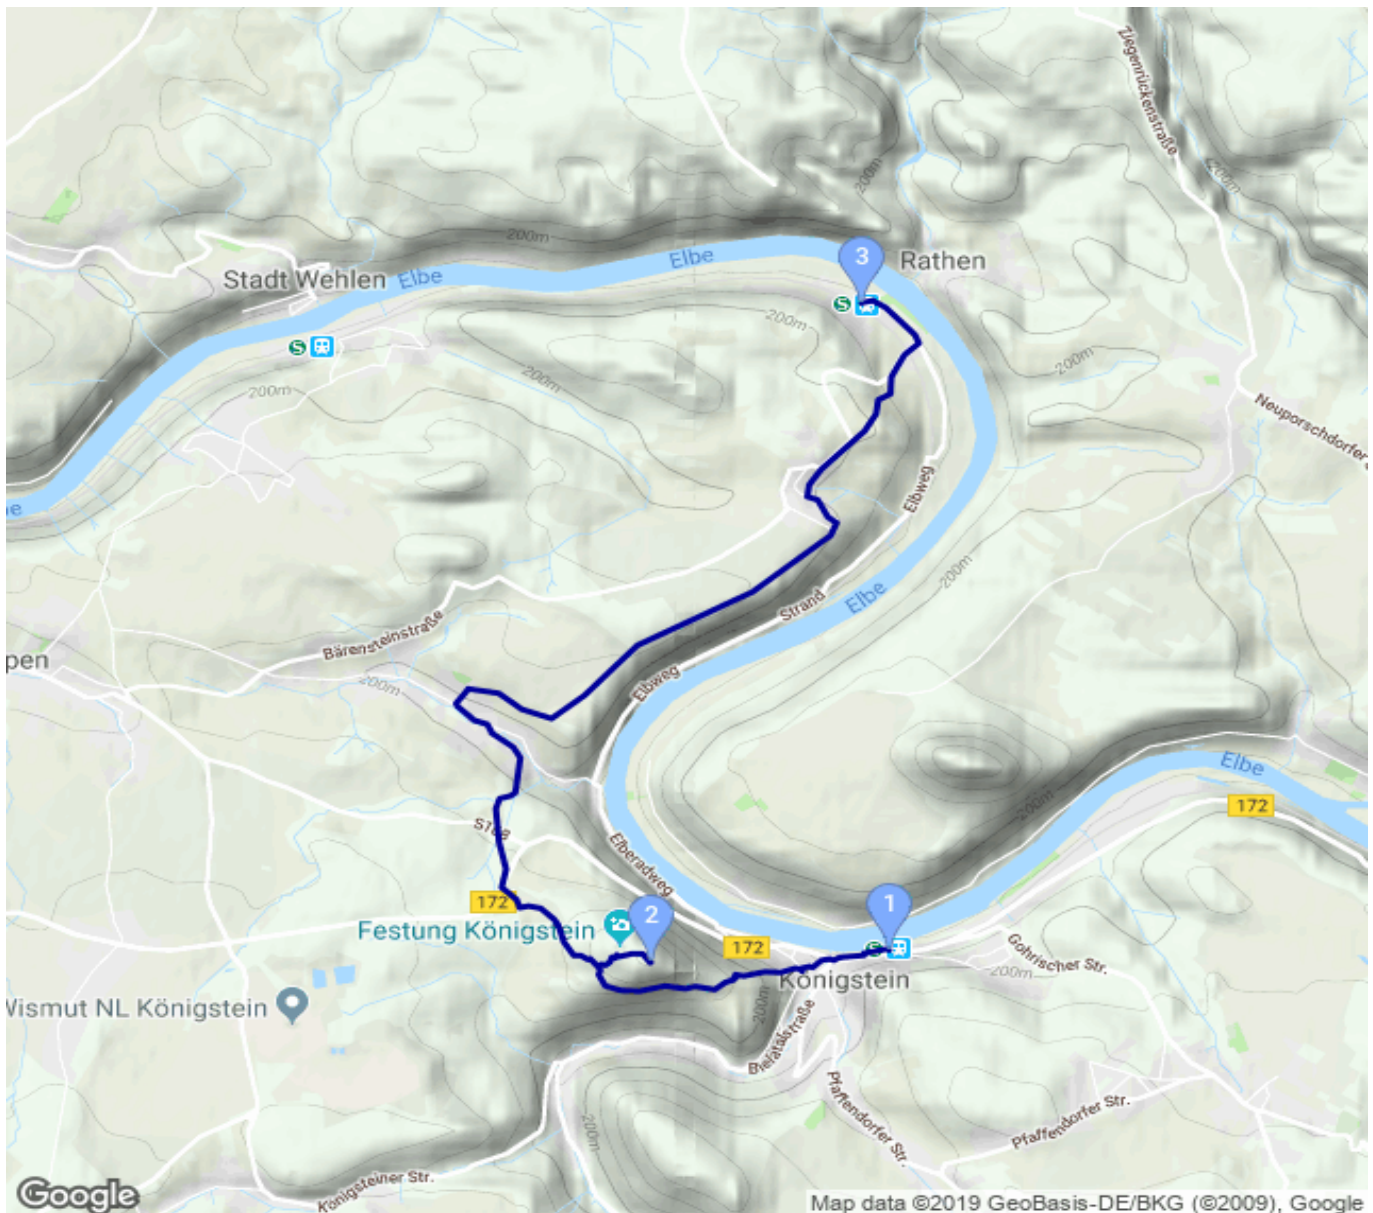 Ziegenrückenstraße
200m
200m
200m
Elbe
Rathen
3
Stadt Wehlen
Elbe
S
S
200m
200m
200m
200m
Neuporschdorfer
Elbweg
200m
Strand
Elbe
Bärensteinstraße
pen
200m
Elbweg
Elbe
200m
172
Elberadweg
172
1
2
Festung Königstein
172
S
Gohrischer Str.
200m
Königstein
Wismut NL Königstein
200m
Bielatalstraße
Pfaffendorfer Str.
Pfaffendorfer Str.
200m
Königsteiner Str.
Google
Map data ©2019 GeoBasis-DE/BKG (©2009), Google